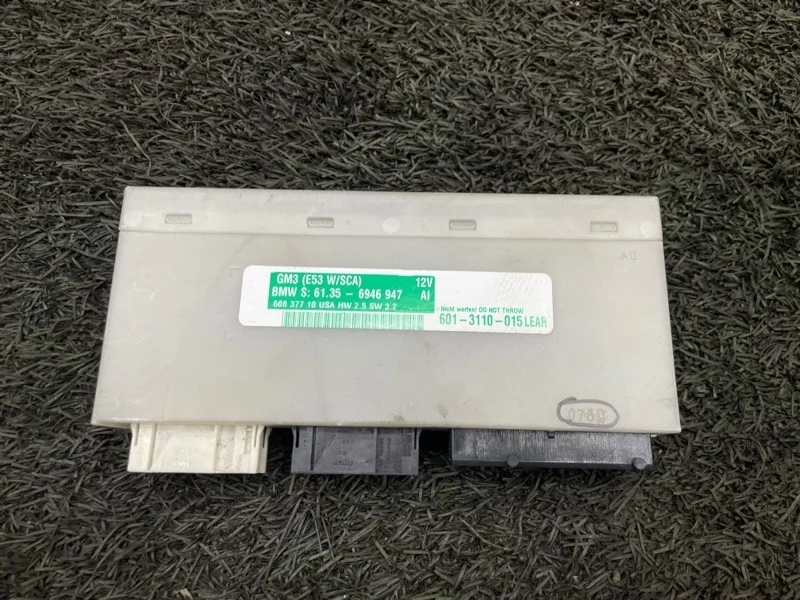 GM3 (E53 W/SCA) 12V
BMW S: 61.35 - 6946 947 AI
608 377 10 USA HW 2.5 SW 3.2
- Nicht werfen! DO NOT THROW
601-3110-015 LEAR
AG